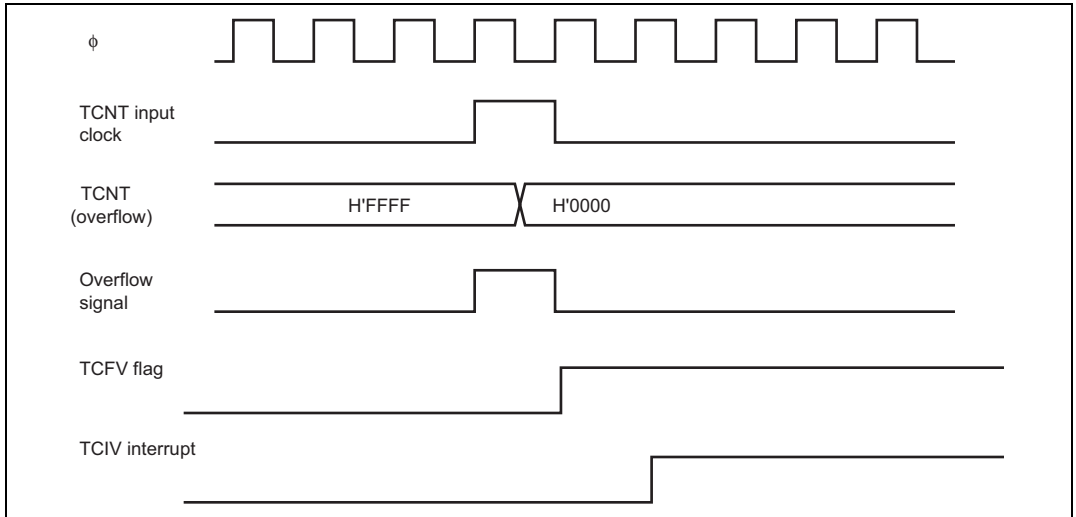 ϕ
TCNT input
clock
TCNT
(overflow)
H'FFFF
H'0000
Overflow
signal
TCFV flag
TCIV interrupt